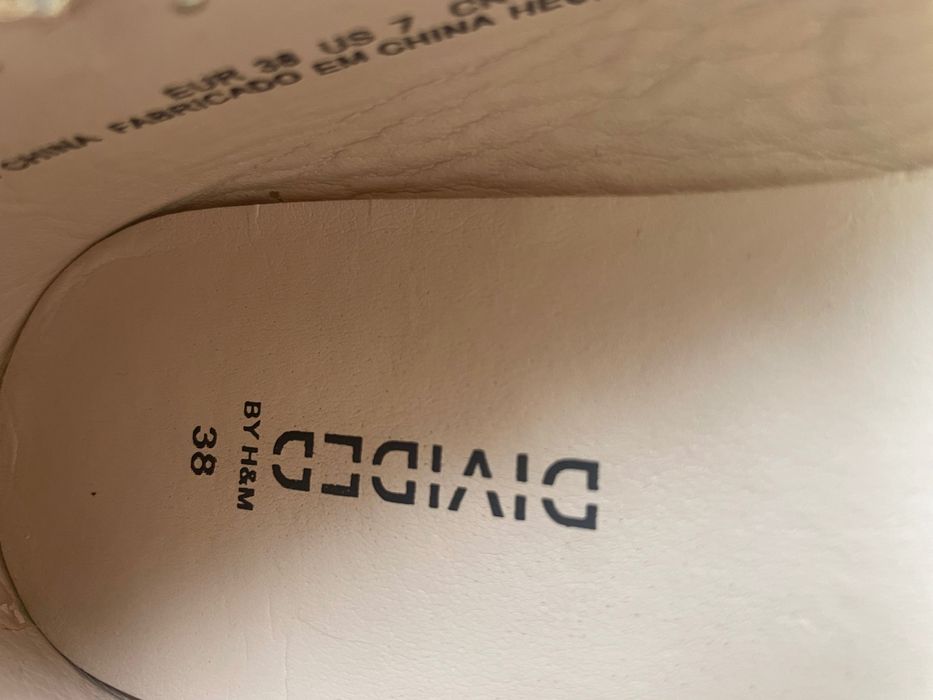 EUR 38 US 7
CHINA FABRICADO EM CHINA
DIVIDED
BY H&M
38